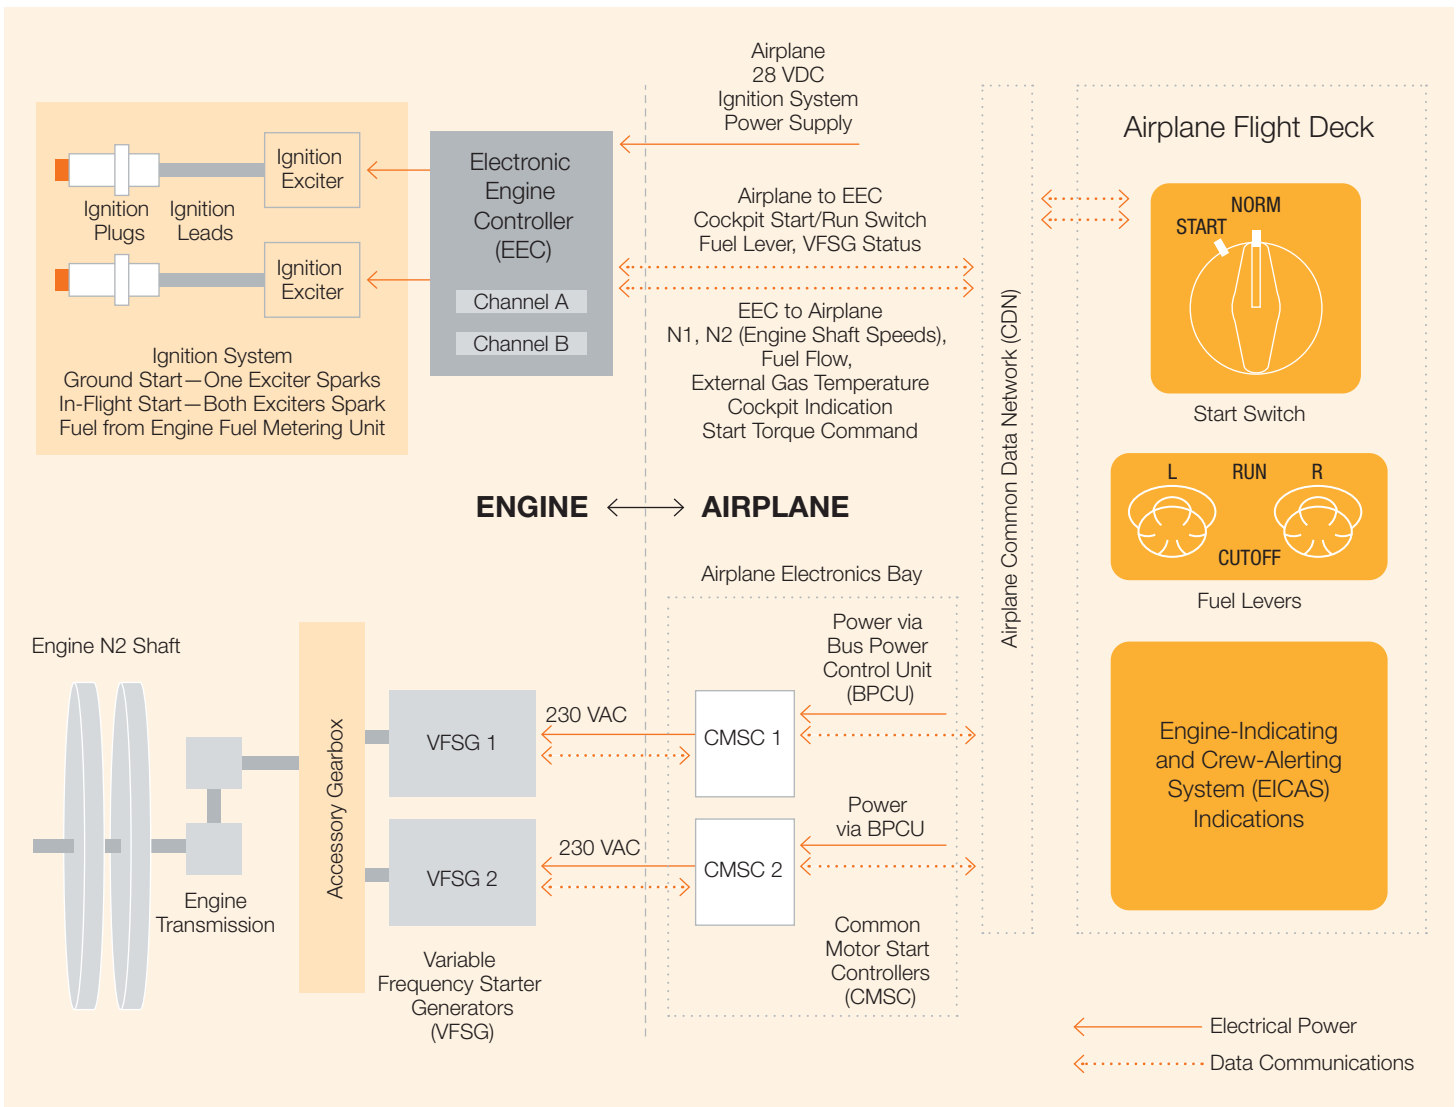 Airplane
28 VDC
Ignition System
Power Supply
Airplane Flight Deck
Ignition
Exciter
Ignition
Plugs
Ignition
Leads
Ignition
Exciter
Ignition System
Ground Start—One Exciter Sparks
In-Flight Start—Both Exciters Spark
Fuel from Engine Fuel Metering Unit
Electronic
Engine
Controller
(EEC)
Channel A
Channel B
Airplane to EEC
Cockpit Start/Run Switch
Fuel Lever, VFSG Status
EEC to Airplane
N1, N2 (Engine Shaft Speeds),
Fuel Flow,
External Gas Temperature
Cockpit Indication
Start Torque Command
Airplane Common Data Network (CDN)
NORM
START
Start Switch
L RUN R
CUTOFF
Fuel Levers
ENGINE AIRPLANE
Airplane Electronics Bay
Engine N2 Shaft
Engine
Transmission
Accessory Gearbox
VFSG 1
VFSG 2
Variable
Frequency Starter
Generators
(VFSG)
230 VAC
230 VAC
CMSC 1
CMSC 2
Power via
Bus Power
Control Unit
(BPCU)
Power
via BPCU
Common
Motor Start
Controllers
(CMSC)
Engine-Indicating
and Crew-Alerting
System (EICAS)
Indications
Electrical Power
Data Communications